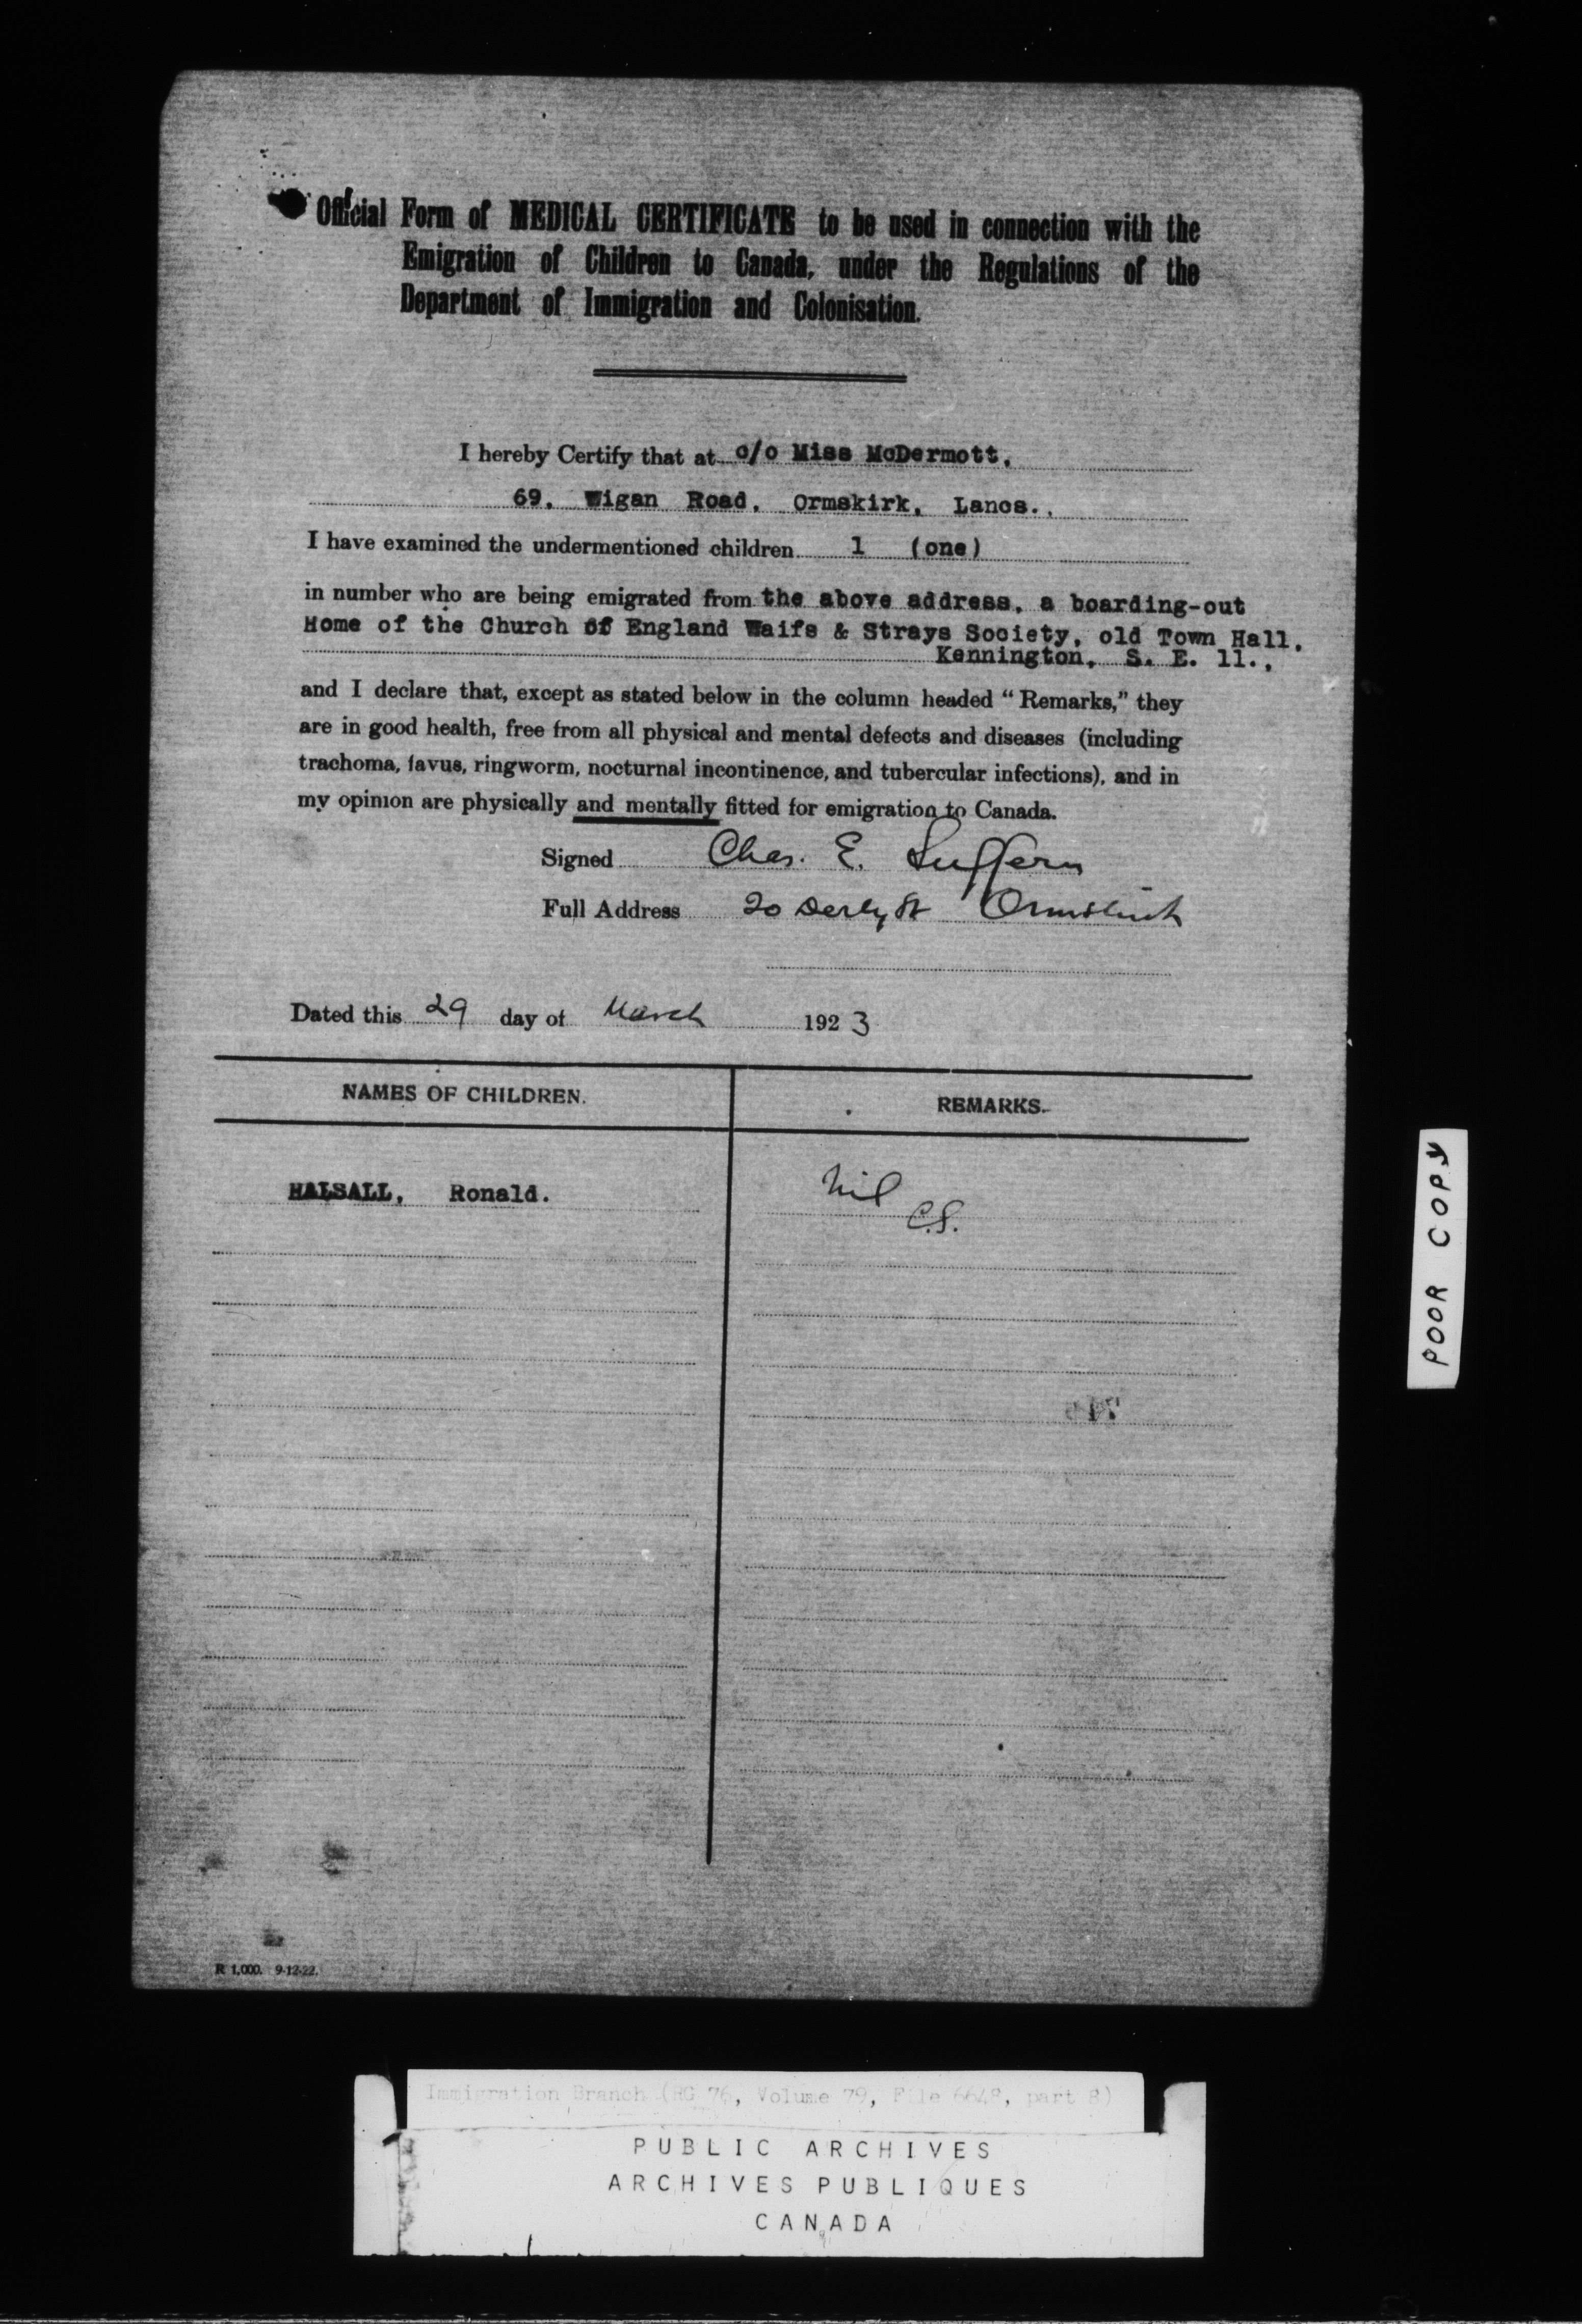 Official Form of MEDICAL CERTIFICATE to be used in connection with the
Emigration of Children to Canada, under the Regulations of the
Department of Immigration and Colonisation.
I hereby Certify that at c/o Miss McDermott,
69, Wigan Road, Ormskirk, Lancs.,
I have examined the undermentioned children 1 (one)
in number who are being emigrated from the above address, a boarding-out
Home of the Church of England Waifs & Strays Society, old Town Hall,
Kennington, S. E. 11.,
and I declare that, except as stated below in the column headed “Remarks,” they
are in good health, free from all physical and mental defects and diseases (including
trachoma, favus, ringworm, nocturnal incontinence, and tubercular infections), and in
my opinion are physically and mentally fitted for emigration to Canada.
Signed Chas. E. Suffern
Full Address 20 Derby St Ormskirk
Dated this 29 day of March 1923
NAMES OF CHILDREN. REMARKS.
HALSALL, Ronald. Nil
C.S.
R 1,000. 9-12-22.
POOR COPY
Immigration Branch (RG 76, Volume 79, File 6648, part 8)
PUBLIC ARCHIVES
ARCHIVES PUBLIQUES
CANADA